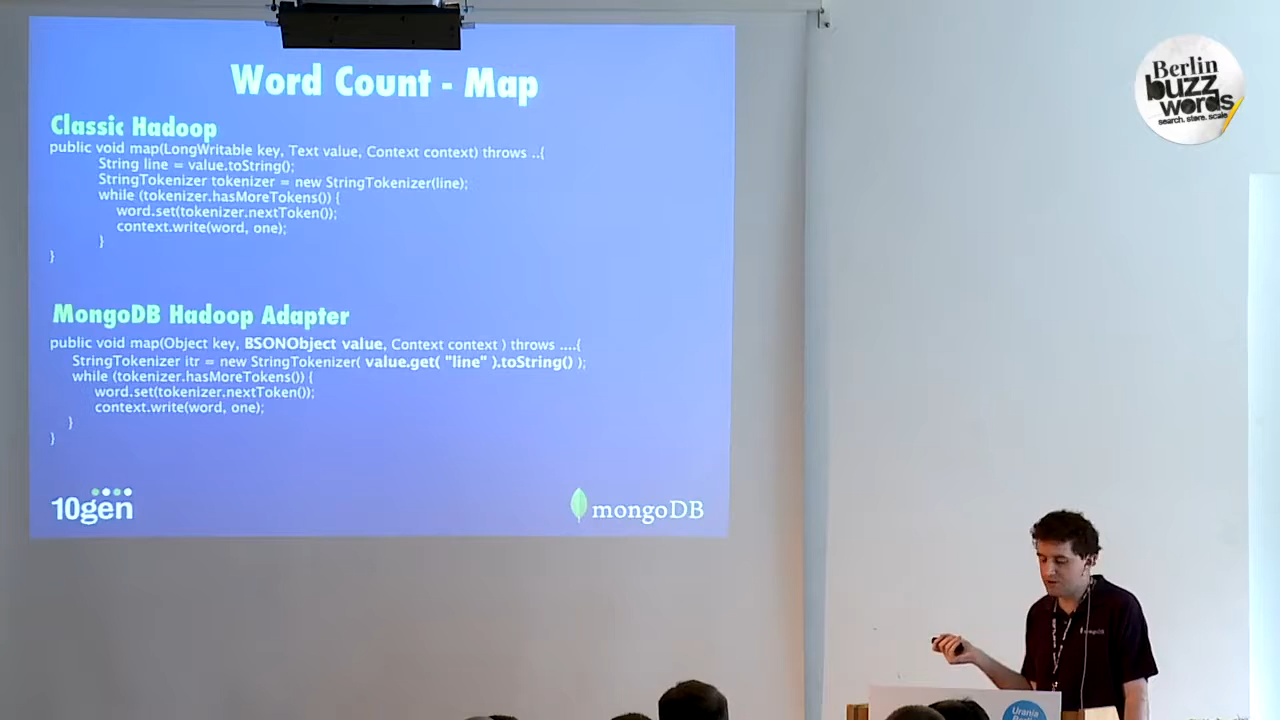 Word Count - Map
Classic Hadoop
public void map(LongWritable key, Text value, Context context) throws ..{
String line = value.toString();
StringTokenizer tokenizer = new StringTokenizer(line);
while (tokenizer.hasMoreTokens()) {
word.set(tokenizer.nextToken());
context.write(word, one);
}
}
MongoDB Hadoop Adapter
public void map(Object key, BSONObject value, Context context ) throws ....{
StringTokenizer itr = new StringTokenizer( value.get( "line" ).toString() );
while (tokenizer.hasMoreTokens()) {
word.set(tokenizer.nextToken());
context.write(word, one);
}
}
10gen
mongoDB
Berlin
buzz
words
search. store. scale
mongoDB
Urania